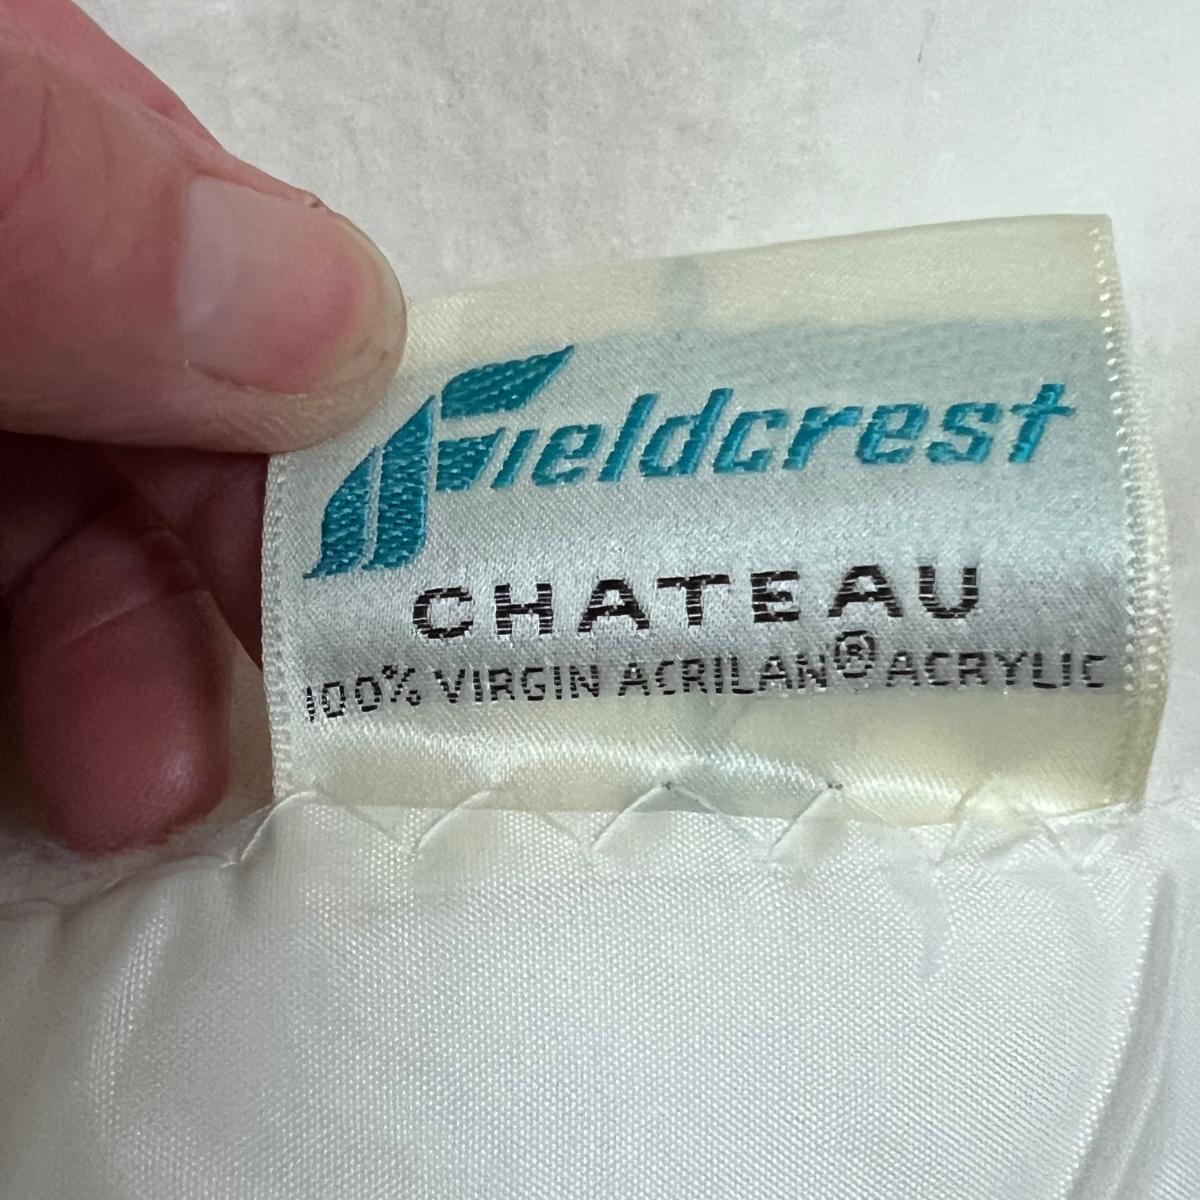 Fieldcrest
CHATEAU
100% VIRGIN ACRILAN® ACRYLIC